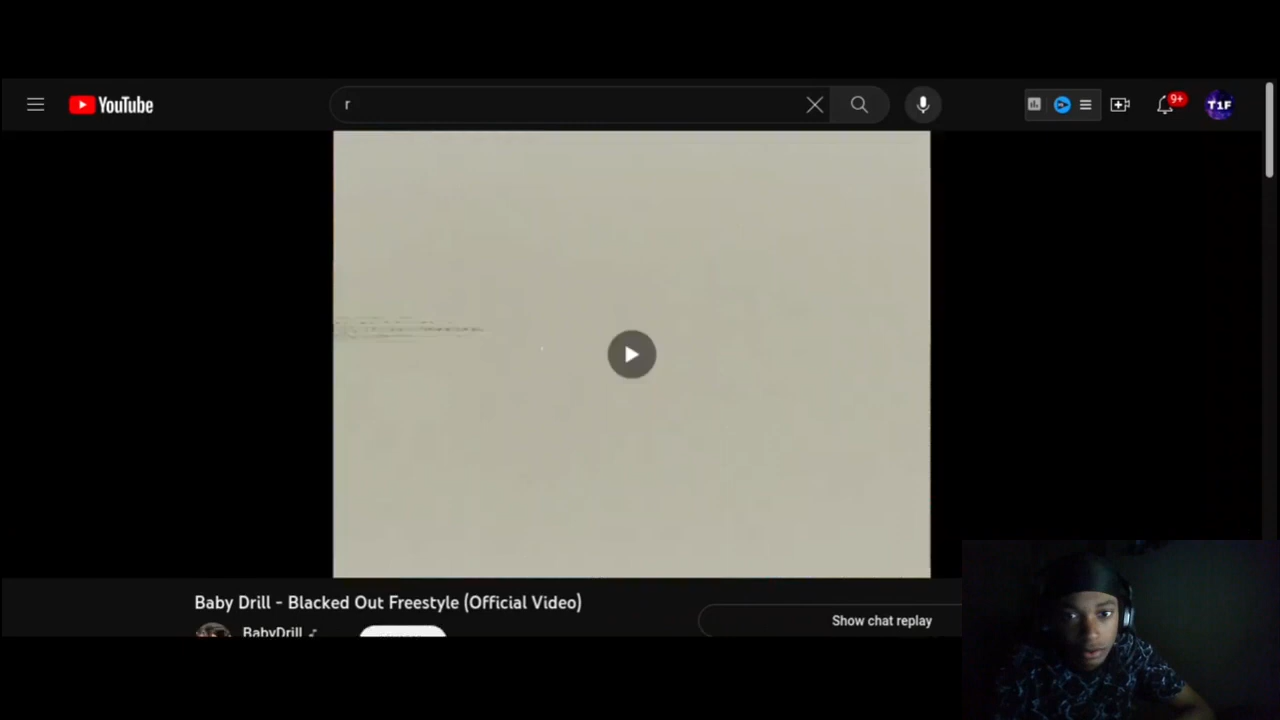 YouTube
r
9+
T1F
Baby Drill - Blacked Out Freestyle (Official Video)
BabyDrill
Show chat replay